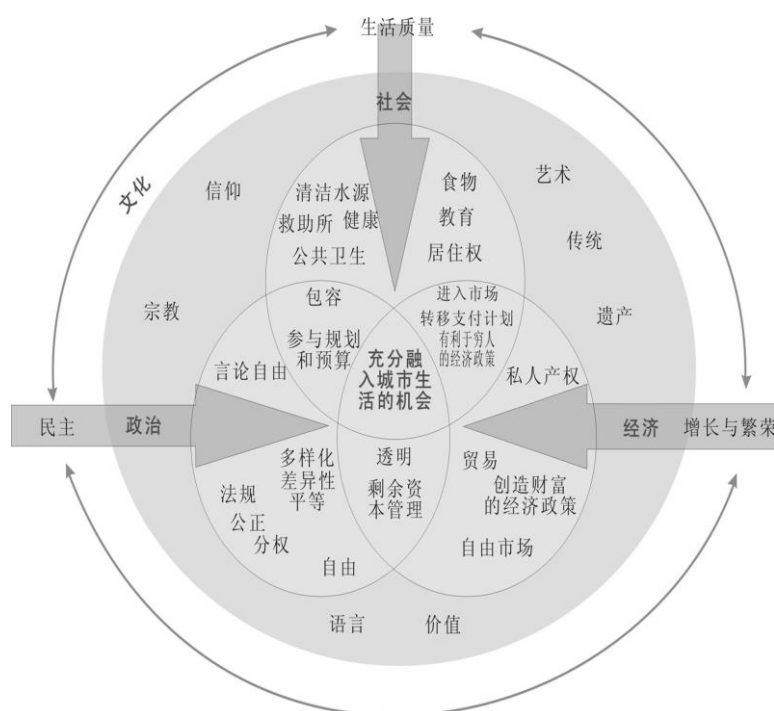 生活质量
社会
文化
信仰
艺术
传统
遗产
宗教
清洁水源
救助所 健康
公共卫生
食物
教育
居住权
包容
参与规划
和预算
进入市场
转移支付计划
有利于穷人
的经济政策
充分融
入城市生
活的机会
言论自由
私人产权
民主
政治
经济
增长与繁荣
多样化
差异性
平等
法规
公正
分权
自由
透明
剩余资
本管理
贸易
创造财富
的经济政策
自由市场
语言
价值